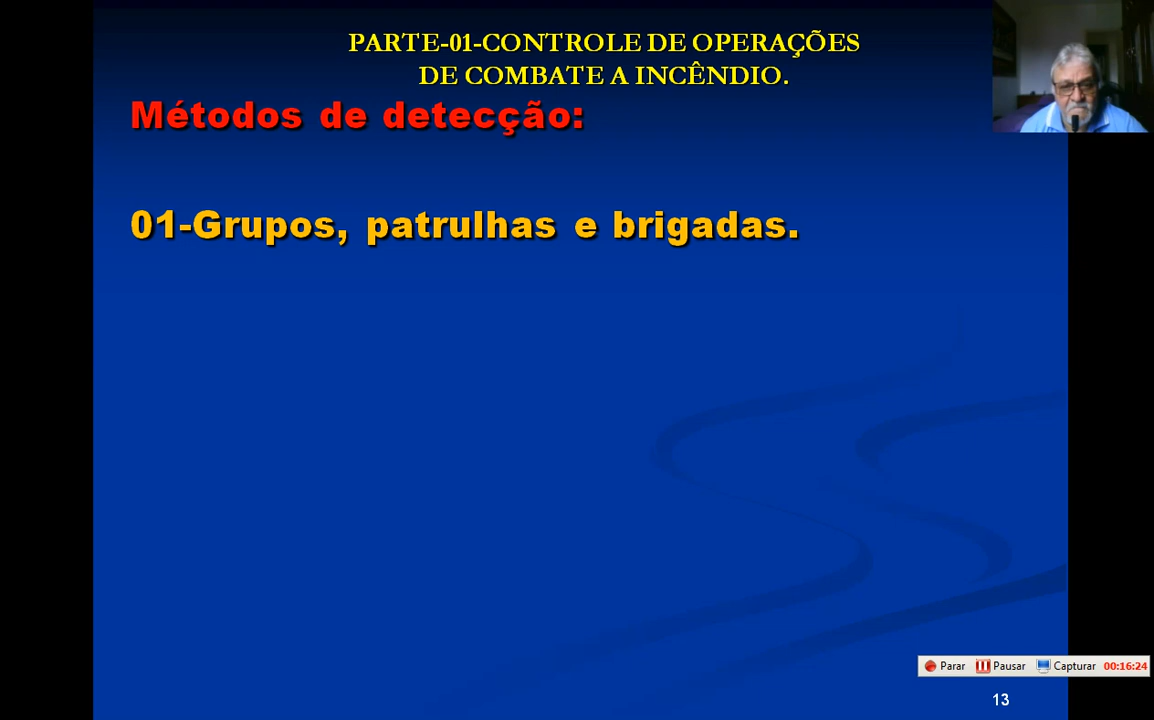 PARTE-01-CONTROLE DE OPERAÇÕES
DE COMBATE A INCÊNDIO.
Métodos de detecção:
01-Grupos, patrulhas e brigadas.
Parar Pausar Capturar 00:16:24
13